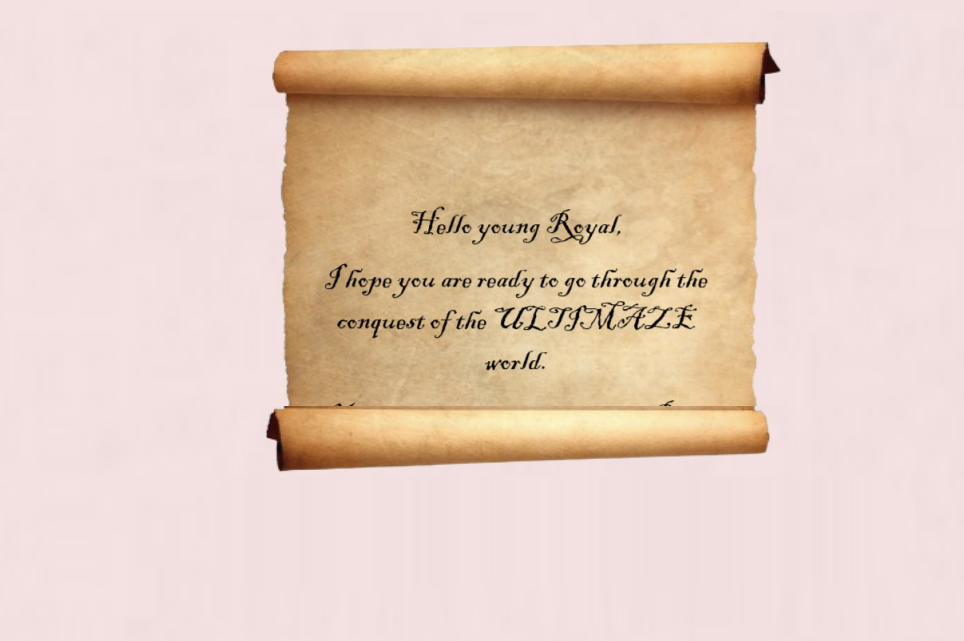 Hello young Royal,
I hope you are ready to go through the
conquest of the ULTIMAZE
world.